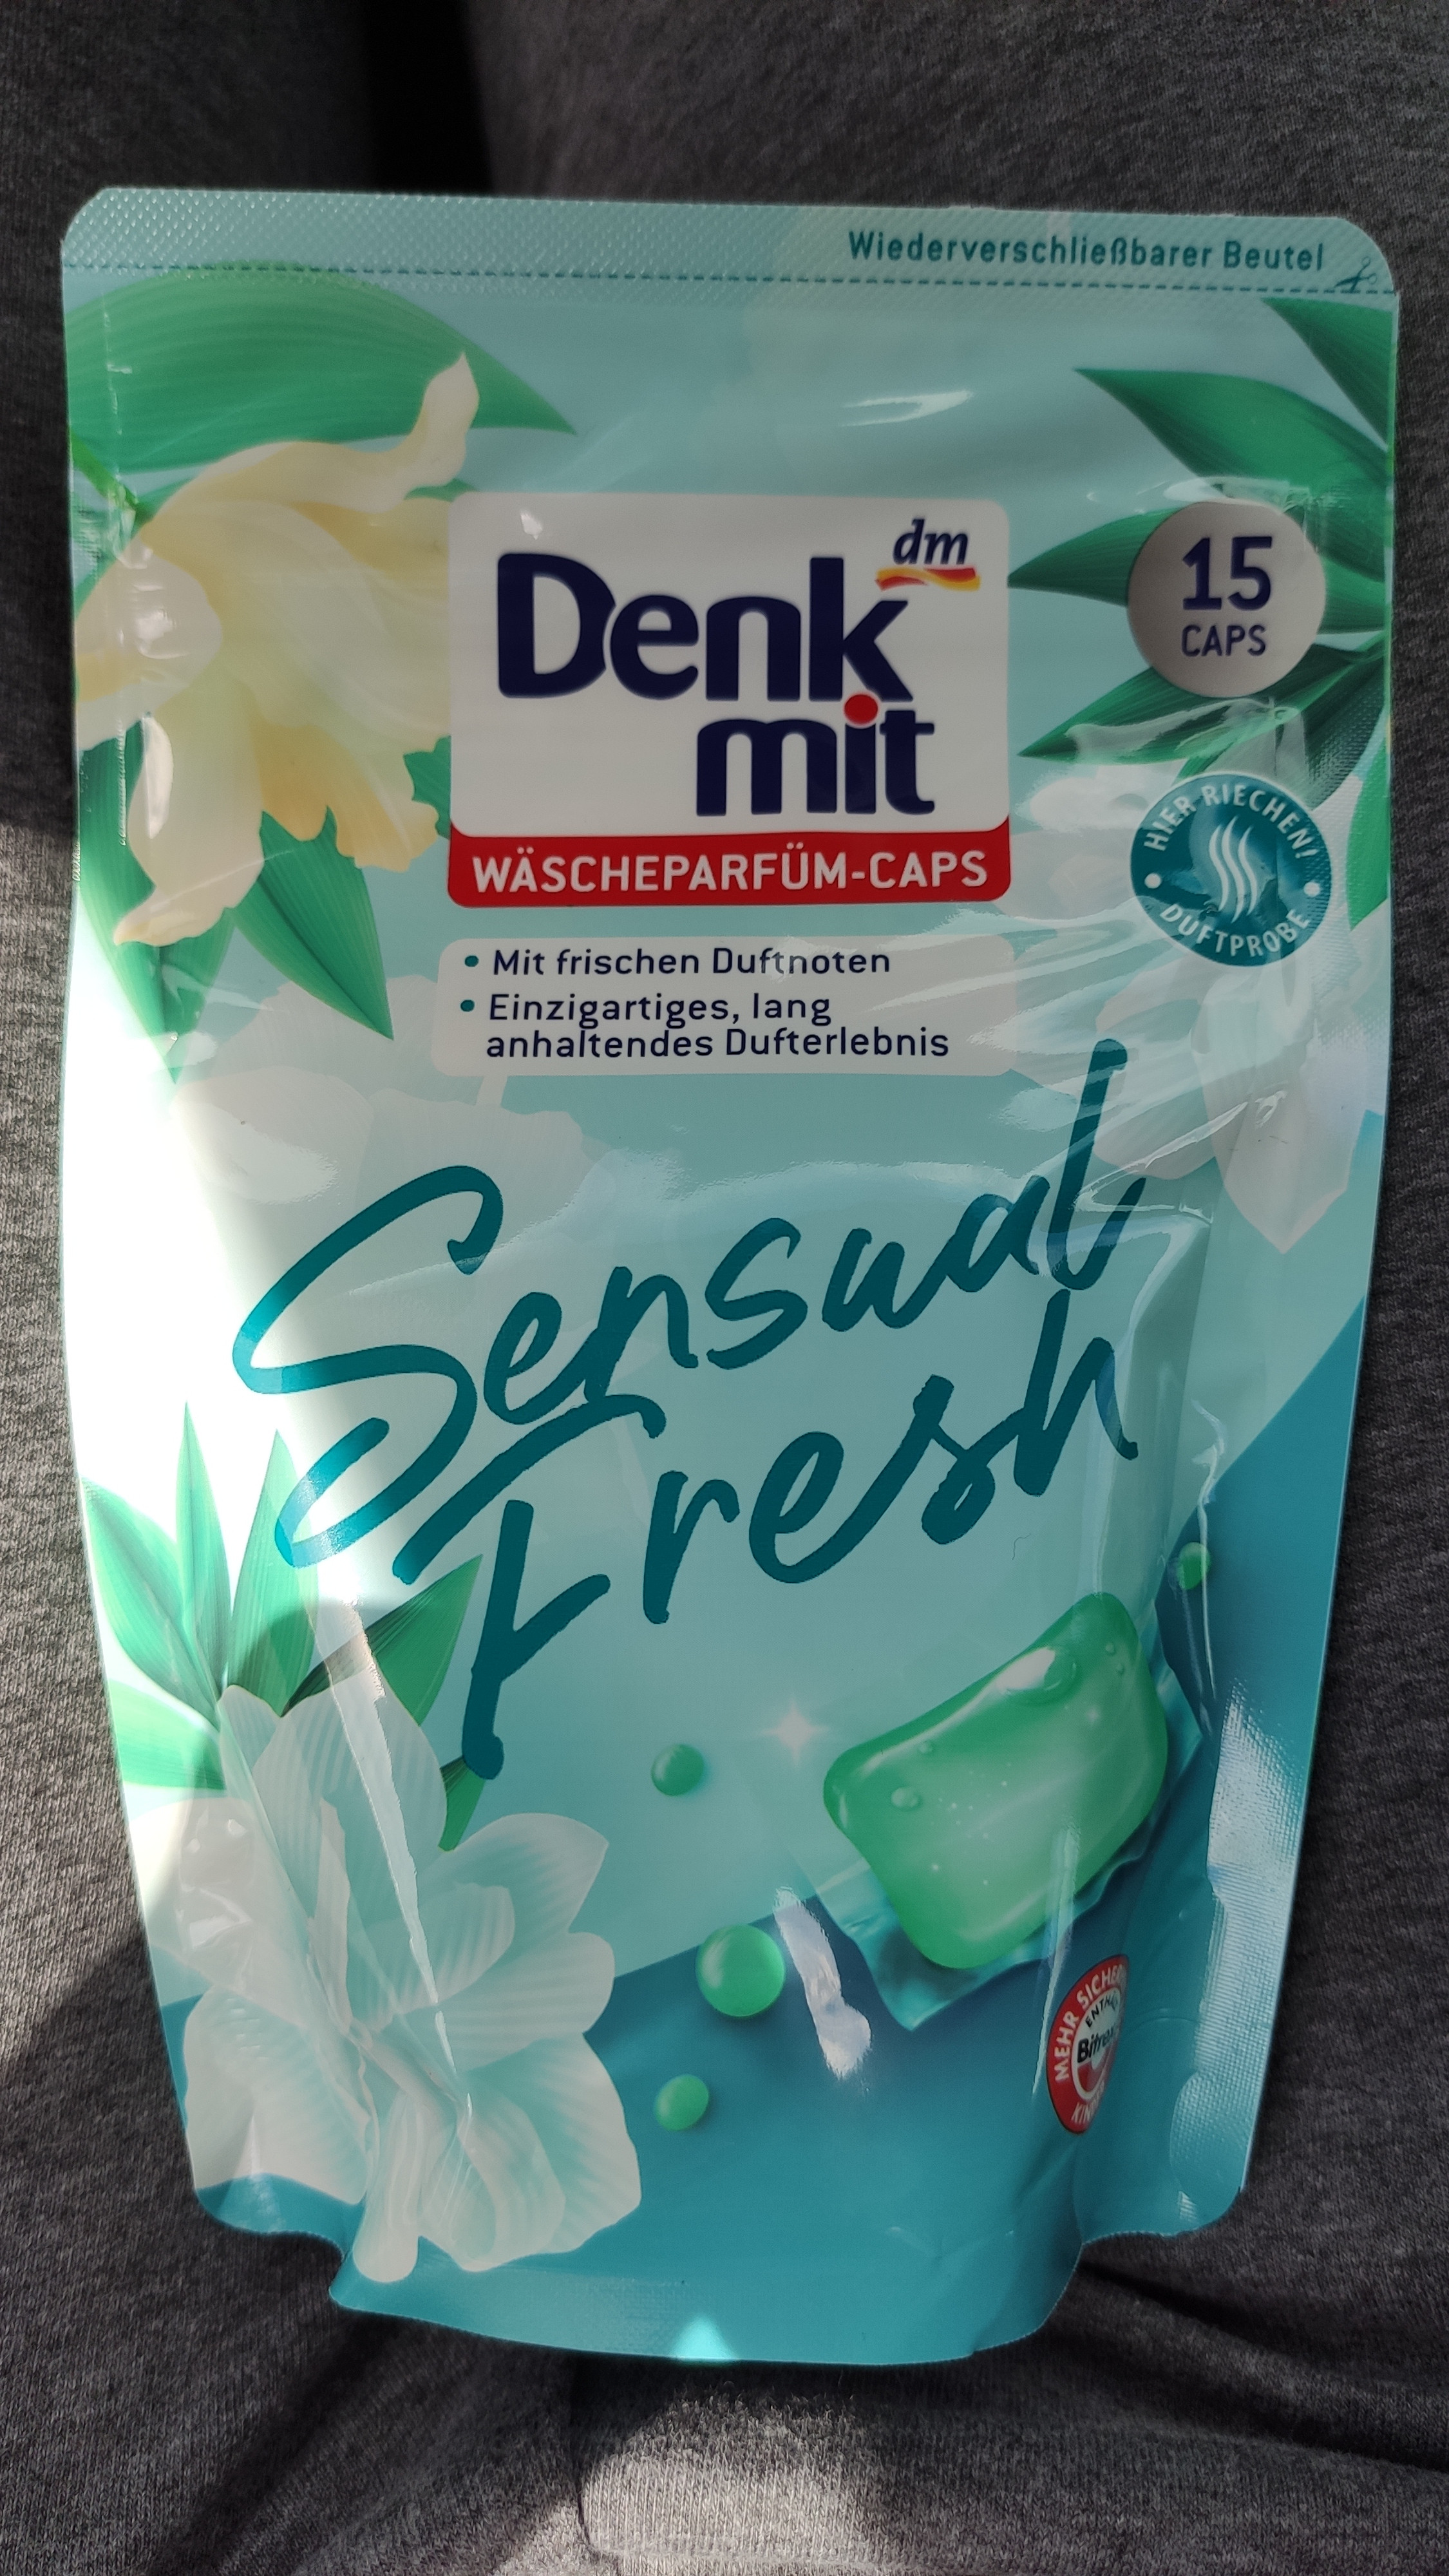 Wiederverschließbarer Beutel
dm
Denk
mit
WÄSCHEPARFÜM-CAPS
15
CAPS
HIER RIECHEN!
DUFTPROBE
• Mit frischen Duftnoten
• Einzigartiges, lang
anhaltendes Dufterlebnis
Sensual
Fresh
MEHR